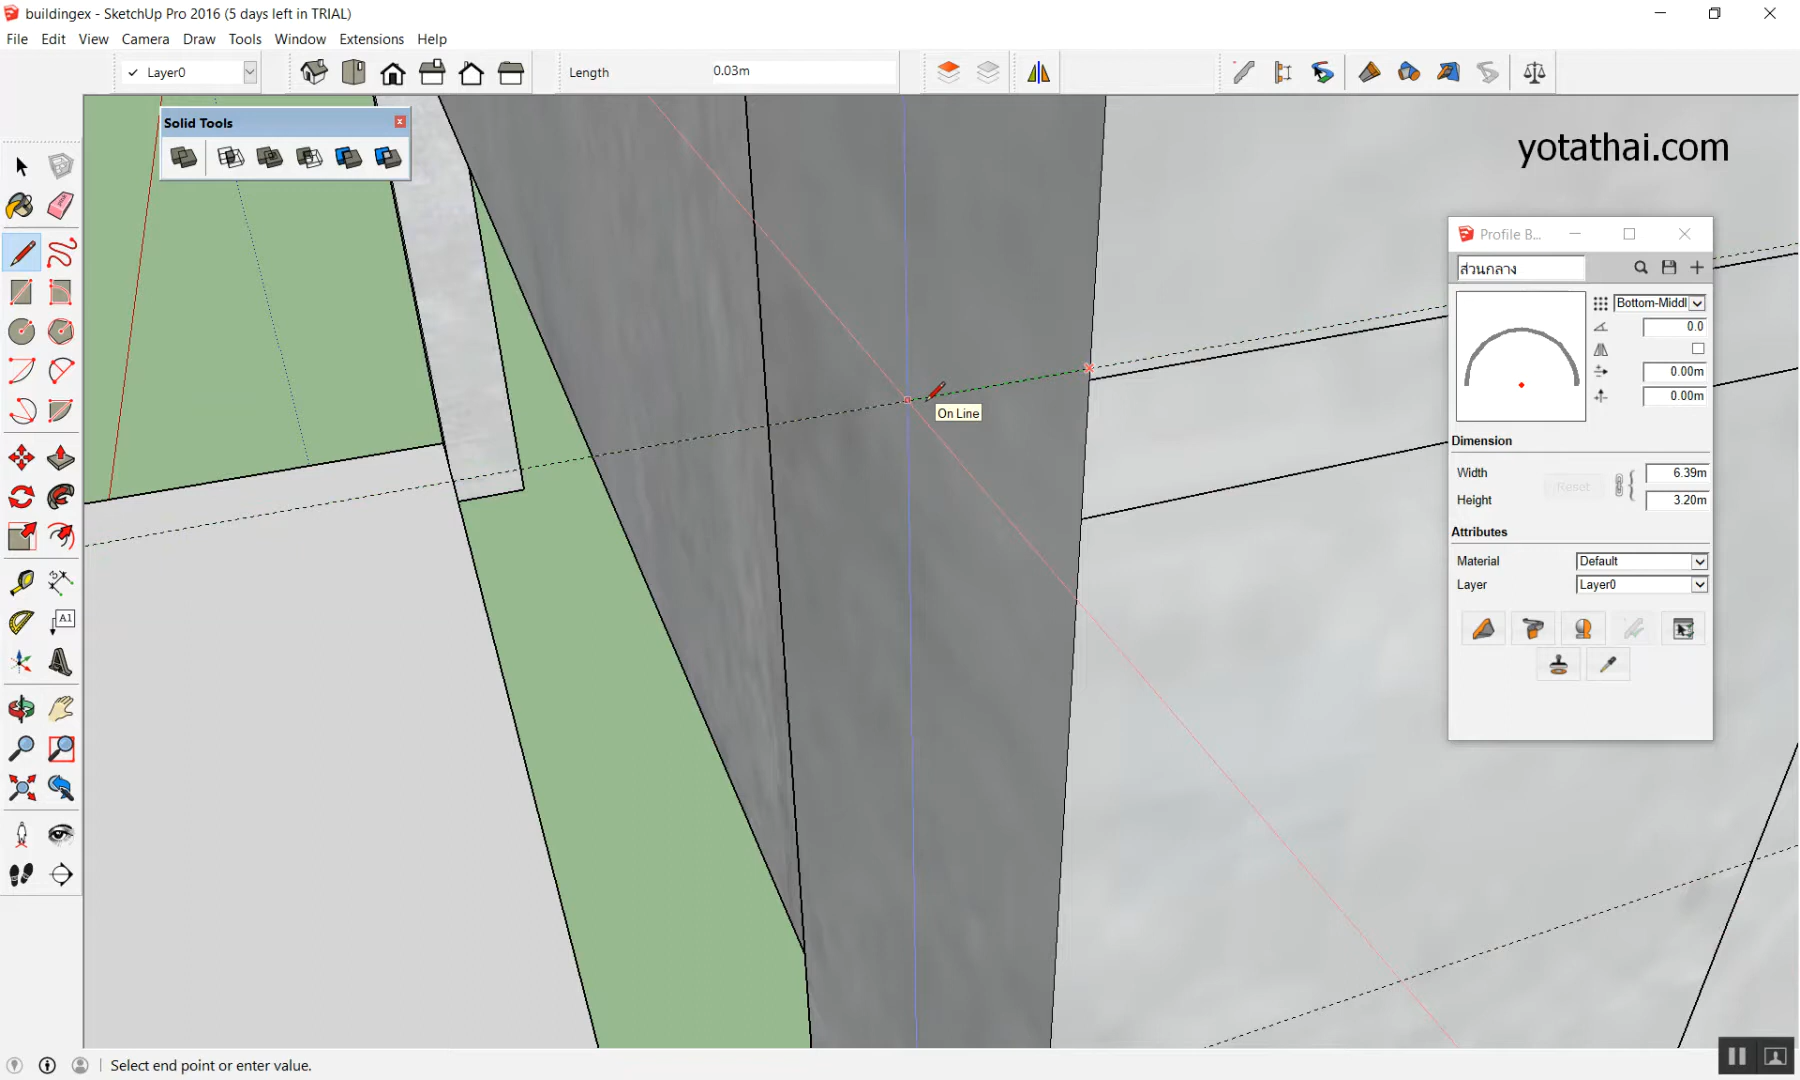 buildingex - SketchUp Pro 2016 (5 days left in TRIAL)
File Edit View Camera Draw Tools Window Extensions Help
Layer0
Length 0.03m
Solid Tools
yotathai.com
Profile B...
ส่วนกลาง
Bottom-Middl
0.0
0.00m
0.00m
Dimension
Width 6.39m
Reset
Height 3.20m
Attributes
Material Default
Layer Layer0
On Line
A1
Select end point or enter value.